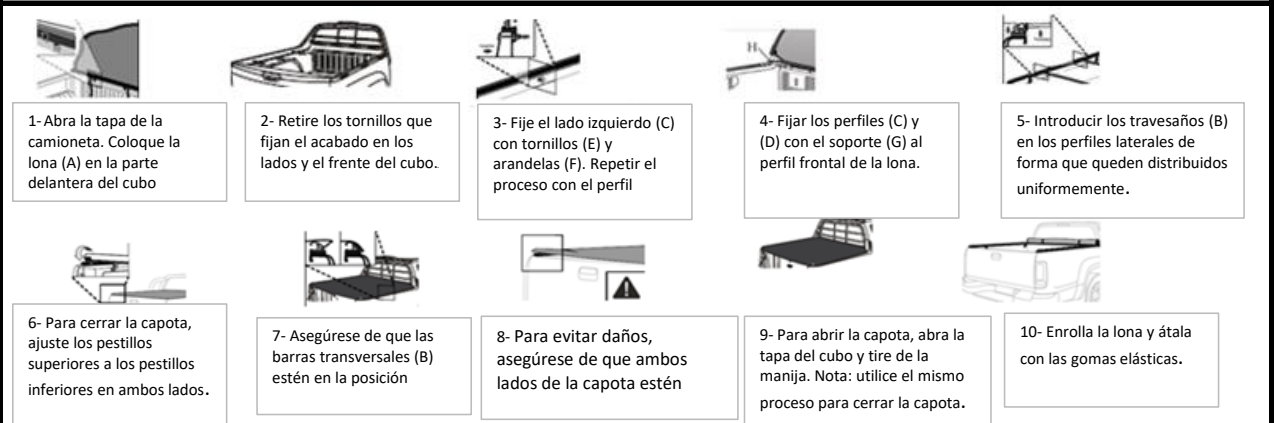 1- Abra la tapa de la
camioneta. Coloque la
lona (A) en la parte
delantera del cubo
2- Retire los tornillos que
fijan el acabado en los
lados y el frente del cubo.
3- Fije el lado izquierdo (C)
con tornillos (E) y
arandelas (F). Repetir el
proceso con el perfil
H
4- Fijar los perfiles (C) y
(D) con el soporte (G) al
perfil frontal de la lona.
5- Introducir los travesaños (B)
en los perfiles laterales de
forma que queden distribuidos
uniformemente.
6- Para cerrar la capota,
ajuste los pestillos
superiores a los pestillos
inferiores en ambos lados.
7- Asegúrese de que las
barras transversales (B)
estén en la posición
8- Para evitar daños,
asegúrese de que ambos
lados de la capota estén
9- Para abrir la capota, abra la
tapa del cubo y tire de la
manija. Nota: utilice el mismo
proceso para cerrar la capota.
10- Enrolla la lona y átala
con las gomas elásticas.